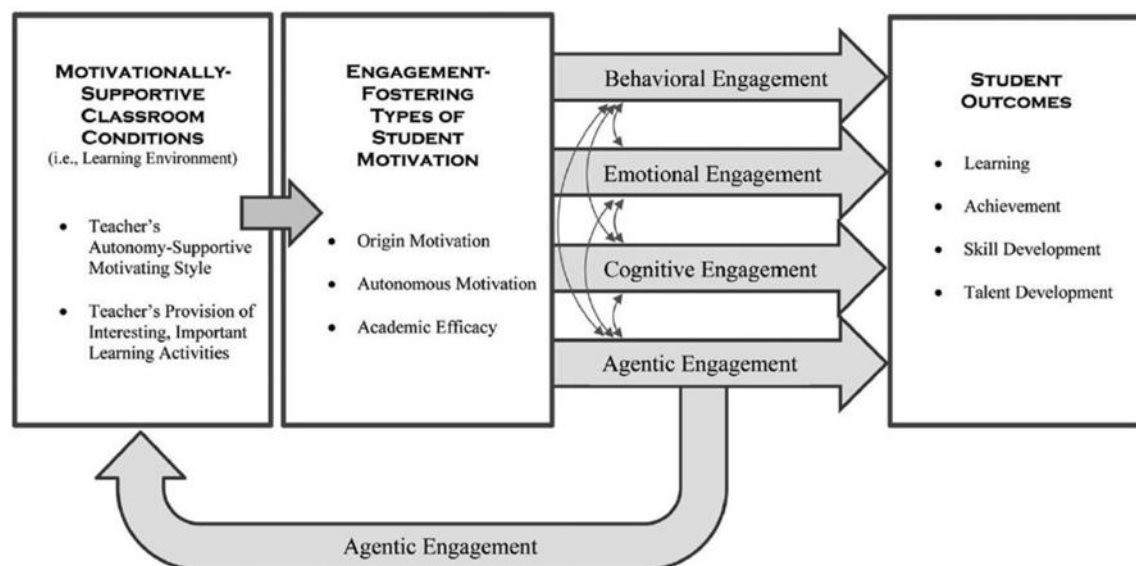 MOTIVATIONALLY-
SUPPORTIVE
CLASSROOM
CONDITIONS
(i.e., Learning Environment)
• Teacher's
Autonomy-Supportive
Motivating Style
• Teacher's Provision of
Interesting, Important
Learning Activities
ENGAGEMENT-
FOSTERING
TYPES OF
STUDENT
MOTIVATION
• Origin Motivation
• Autonomous Motivation
• Academic Efficacy
Behavioral Engagement
Emotional Engagement
Cognitive Engagement
Agentic Engagement
STUDENT
OUTCOMES
• Learning
• Achievement
• Skill Development
• Talent Development
Agentic Engagement